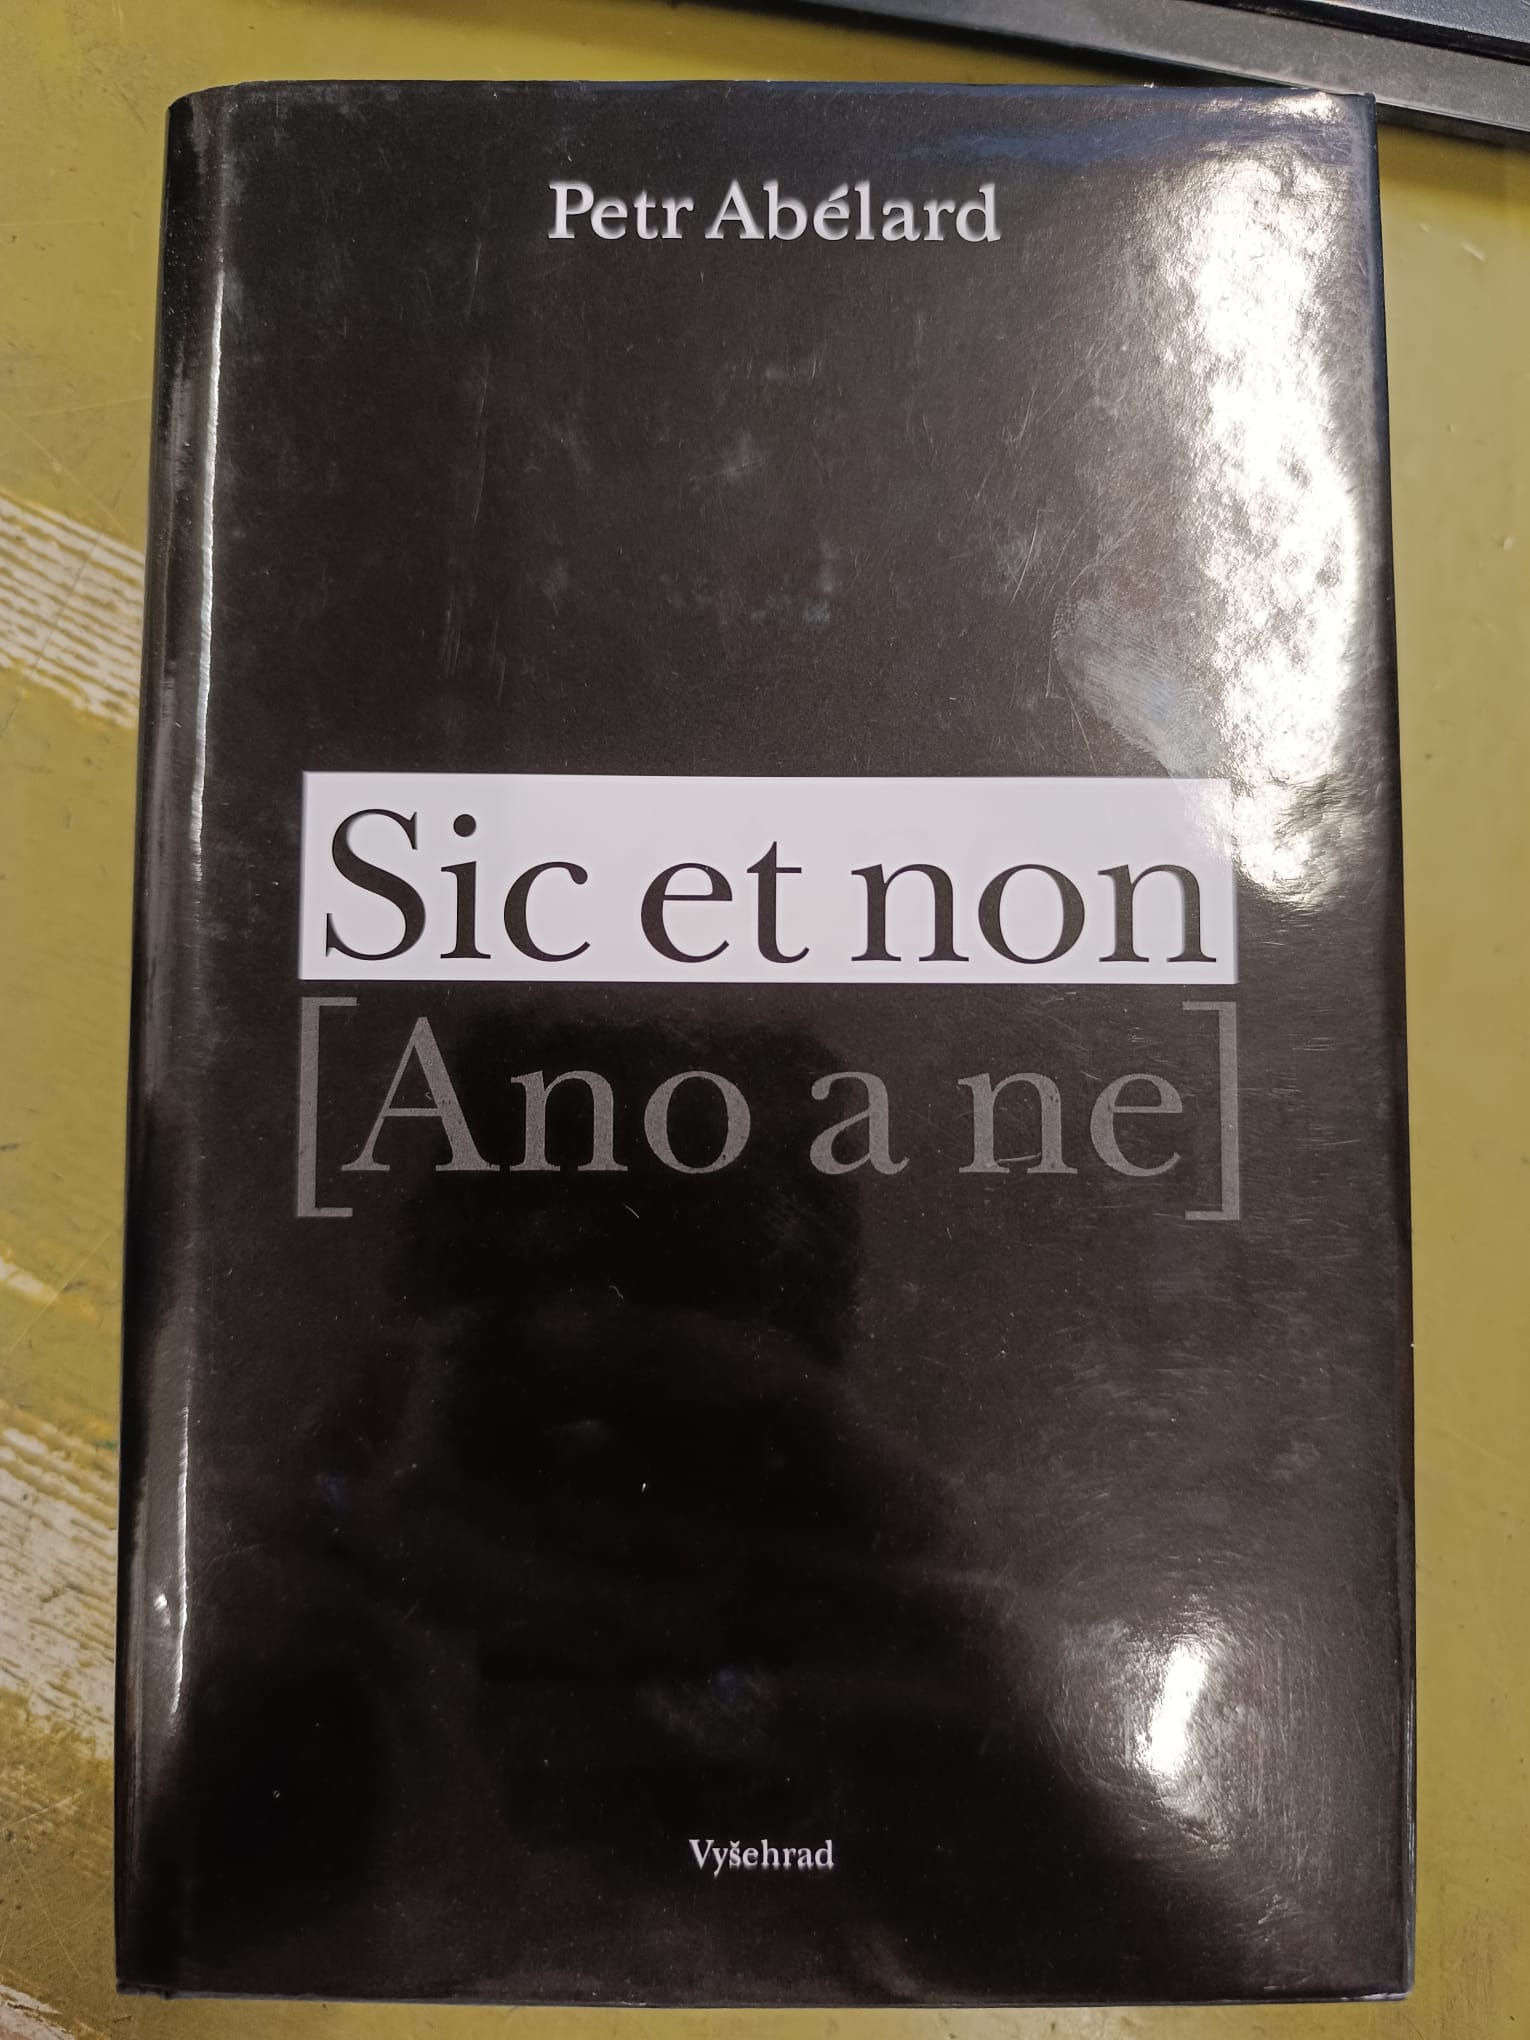 Petr Abélard
Sic et non
[Ano a ne]
Vyšehrad